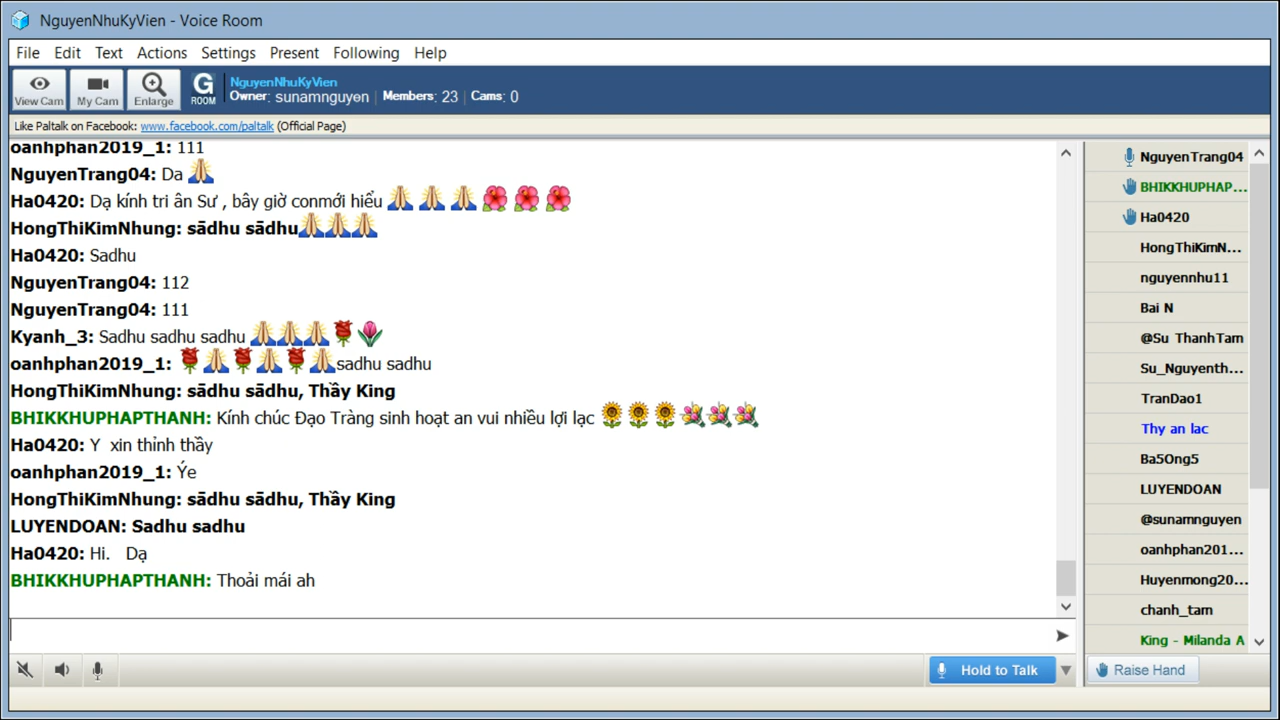 NguyenNhuKyVien - Voice Room
File Edit Text Actions Settings Present Following Help
View Cam My Cam Enlarge G ROOM
NguyenNhuKyVien
Owner: sunamnguyen | Members: 23 | Cams: 0
Like Paltalk on Facebook: www.facebook.com/paltalk (Official Page)
oanhphan2019_1: 111
NguyenTrang04: Da 🙏
Ha0420: Dạ kính tri ân Sư , bây giờ conmới hiểu 🙏 🙏 🙏🌺🌺🌺
HongThiKimNhung: sādhu sādhu🙏🙏🙏
Ha0420: Sadhu
NguyenTrang04: 112
NguyenTrang04: 111
Kyanh_3: Sadhu sadhu sadhu 🙏🙏🙏🌹🌷
oanhphan2019_1: 🌹🙏🌹🙏🌹🙏sadhu sadhu
HongThiKimNhung: sādhu sādhu, Thầy King
BHIKKHUPHAPTHANH: Kính chúc Đạo Tràng sinh hoạt an vui nhiều lợi lạc 🌻🌻🌻💐💐💐
Ha0420: Y xin thỉnh thầy
oanhphan2019_1: Ýe
HongThiKimNhung: sādhu sādhu, Thầy King
LUYENDOAN: Sadhu sadhu
Ha0420: Hi. Dạ
BHIKKHUPHAPTHANH: Thoải mái ah
NguyenTrang04
BHIKKHUPHAP...
Ha0420
HongThiKimN...
nguyennhu11
Bai N
@Su ThanhTam
Su_Nguyenth...
TranDao1
Thy an lac
Ba5Ong5
LUYENDOAN
@sunamnguyen
oanhphan201...
Huyenmong20...
chanh_tam
King - Milanda A
Hold to Talk
Raise Hand